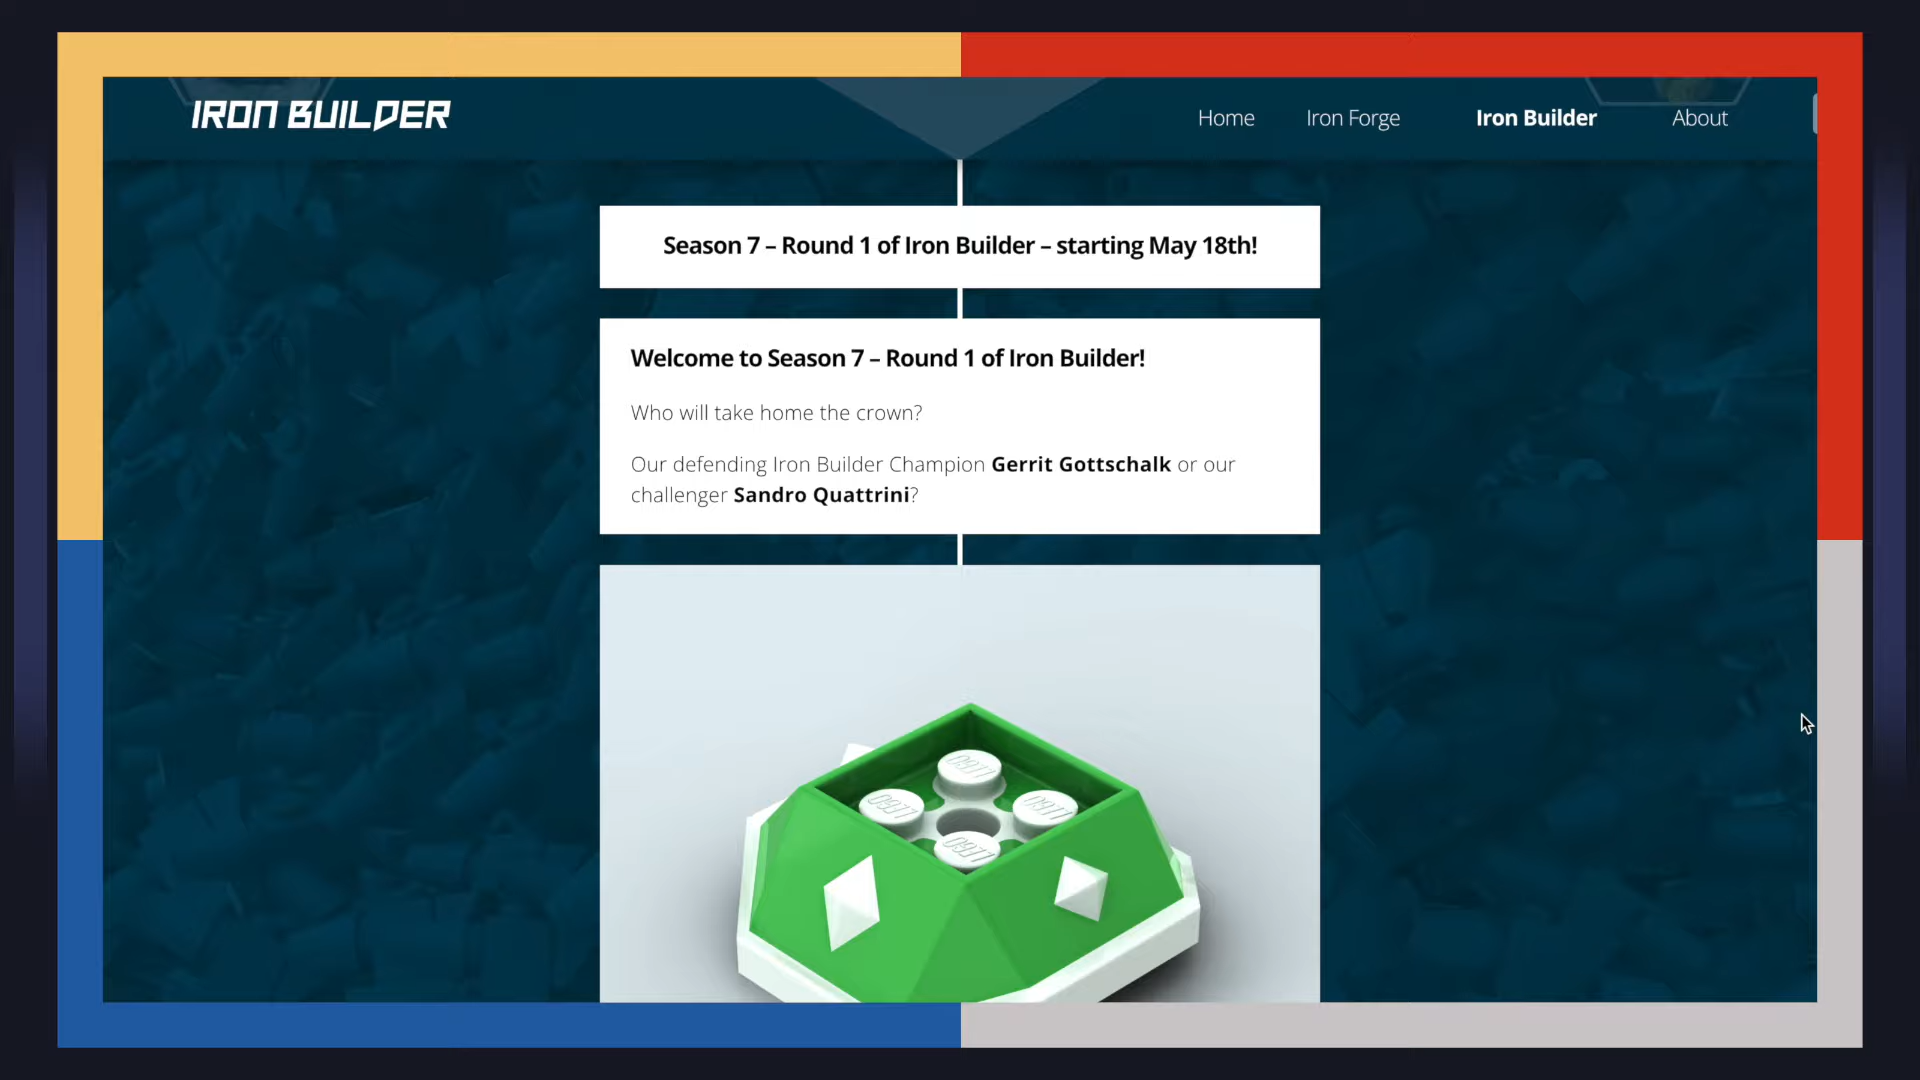 IRON BUILDER
Home Iron Forge Iron Builder About
Season 7 – Round 1 of Iron Builder – starting May 18th!
Welcome to Season 7 – Round 1 of Iron Builder!
Who will take home the crown?
Our defending Iron Builder Champion Gerrit Gottschalk or our
challenger Sandro Quattrini?